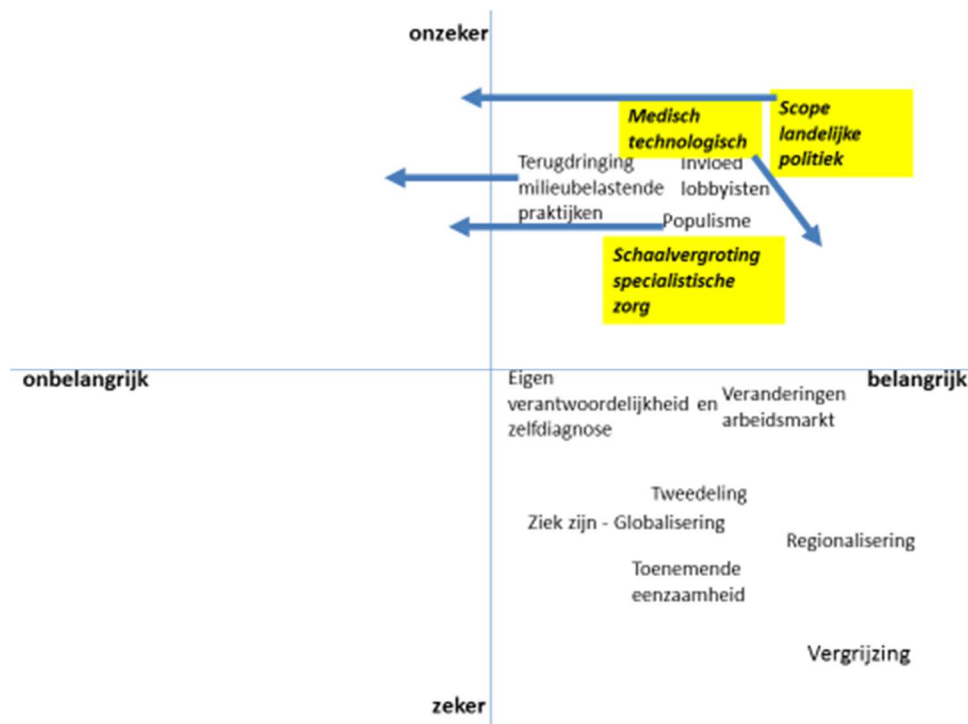 onzeker
Scope
landelijke
politiek
Medisch
technologisch
Terugdringing
milieubelastende
praktijken
Invloed
lobbyisten
Populisme
Schaalvergroting
specialistische
zorg
onbelangrijk
belangrijk
Eigen
verantwoordelijkheid en
zelfdiagnose
Veranderingen
arbeidsmarkt
Tweedeling
Ziek zijn - Globalisering
Regionalisering
Toenemende
eenzaamheid
Vergrijzing
zeker